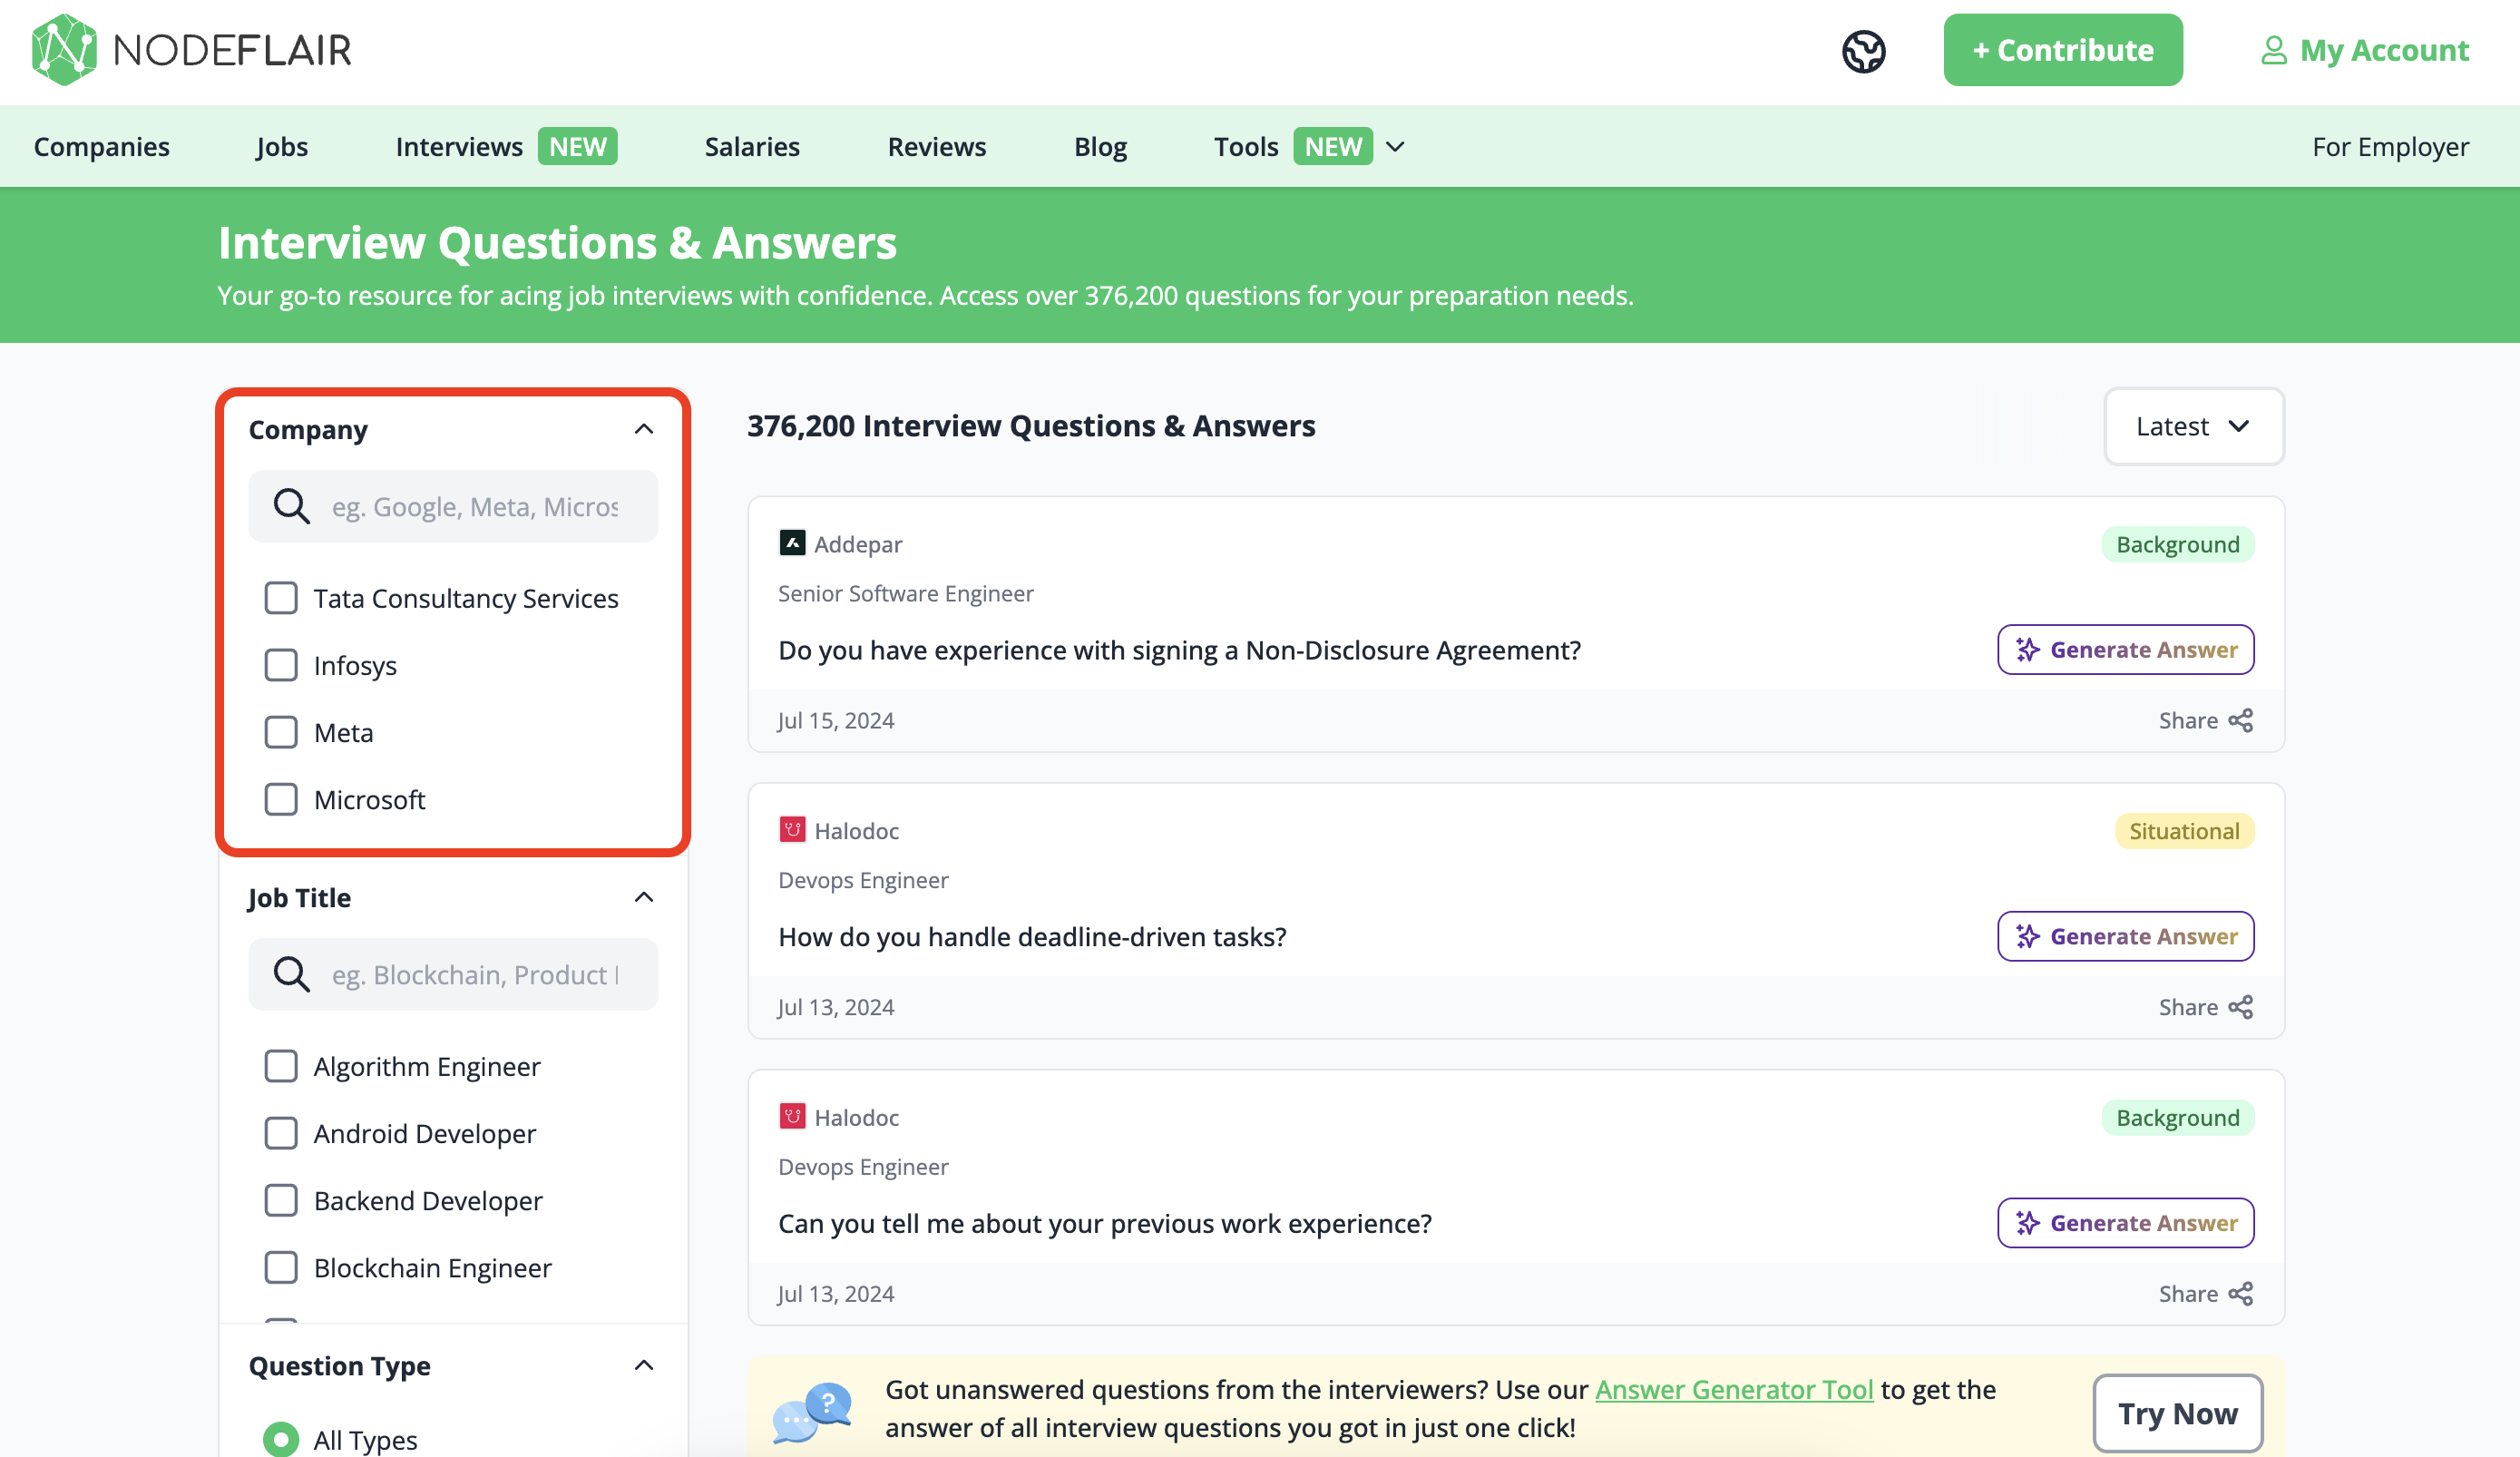 NODEFLAIR
+ Contribute
My Account
Companies
Jobs
Interviews NEW
Salaries
Reviews
Blog
Tools NEW
For Employer
Interview Questions & Answers
Your go-to resource for acing job interviews with confidence. Access over 376,200 questions for your preparation needs.
Company
eg. Google, Meta, Micros
Tata Consultancy Services
Infosys
Meta
Microsoft
Job Title
eg. Blockchain, Product
Algorithm Engineer
Android Developer
Backend Developer
Blockchain Engineer
Question Type
All Types
376,200 Interview Questions & Answers
Latest
Addepar
Background
Senior Software Engineer
Do you have experience with signing a Non-Disclosure Agreement?
Generate Answer
Jul 15, 2024
Share
Halodoc
Situational
Devops Engineer
How do you handle deadline-driven tasks?
Generate Answer
Jul 13, 2024
Share
Halodoc
Background
Devops Engineer
Can you tell me about your previous work experience?
Generate Answer
Jul 13, 2024
Share
Got unanswered questions from the interviewers? Use our Answer Generator Tool to get the
answer of all interview questions you got in just one click!
Try Now